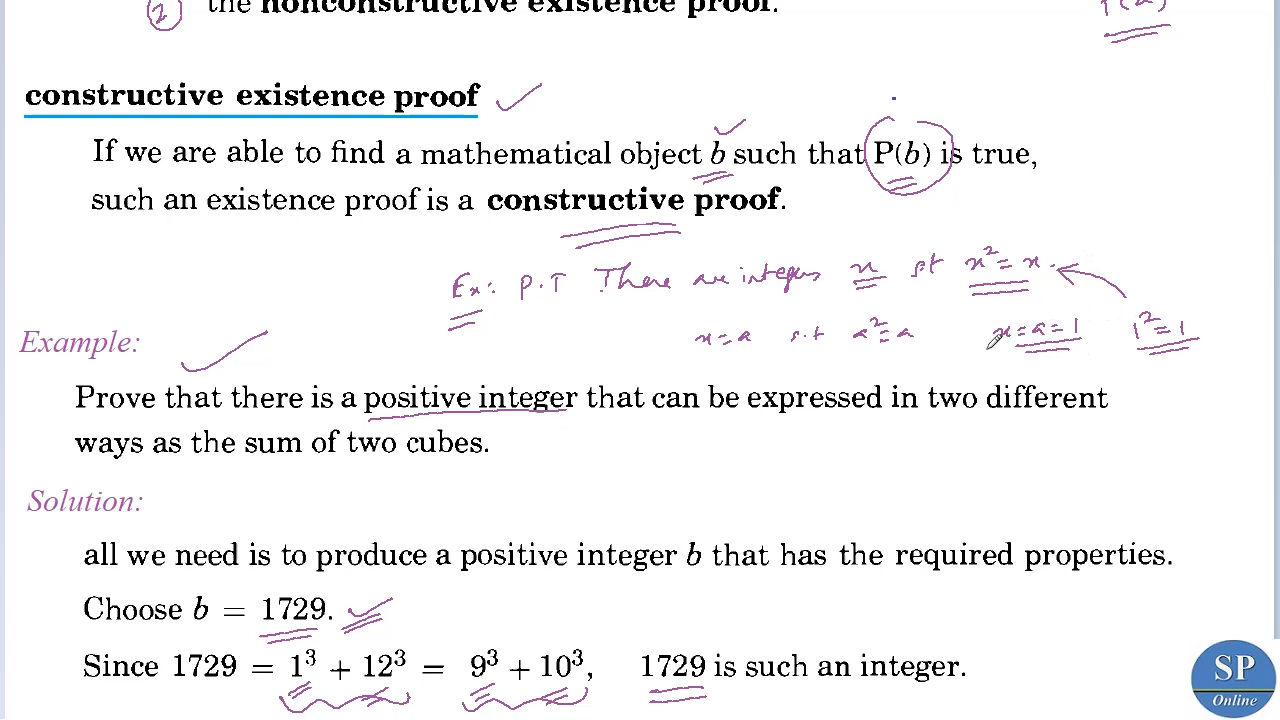 ② the nonconstructive existence proof. P(a)
constructive existence proof
If we are able to find a mathematical object b such that P(b) is true,
such an existence proof is a constructive proof.
Ex: P.T There are integers x st x² = x.
x = a s.t a² = a x = a = 1 1² = 1
Example:
Prove that there is a positive integer that can be expressed in two different
ways as the sum of two cubes.
Solution:
all we need is to produce a positive integer b that has the required properties.
Choose b = 1729.
Since 1729 = 1³ + 12³ = 9³ + 10³, 1729 is such an integer.
SP
Online